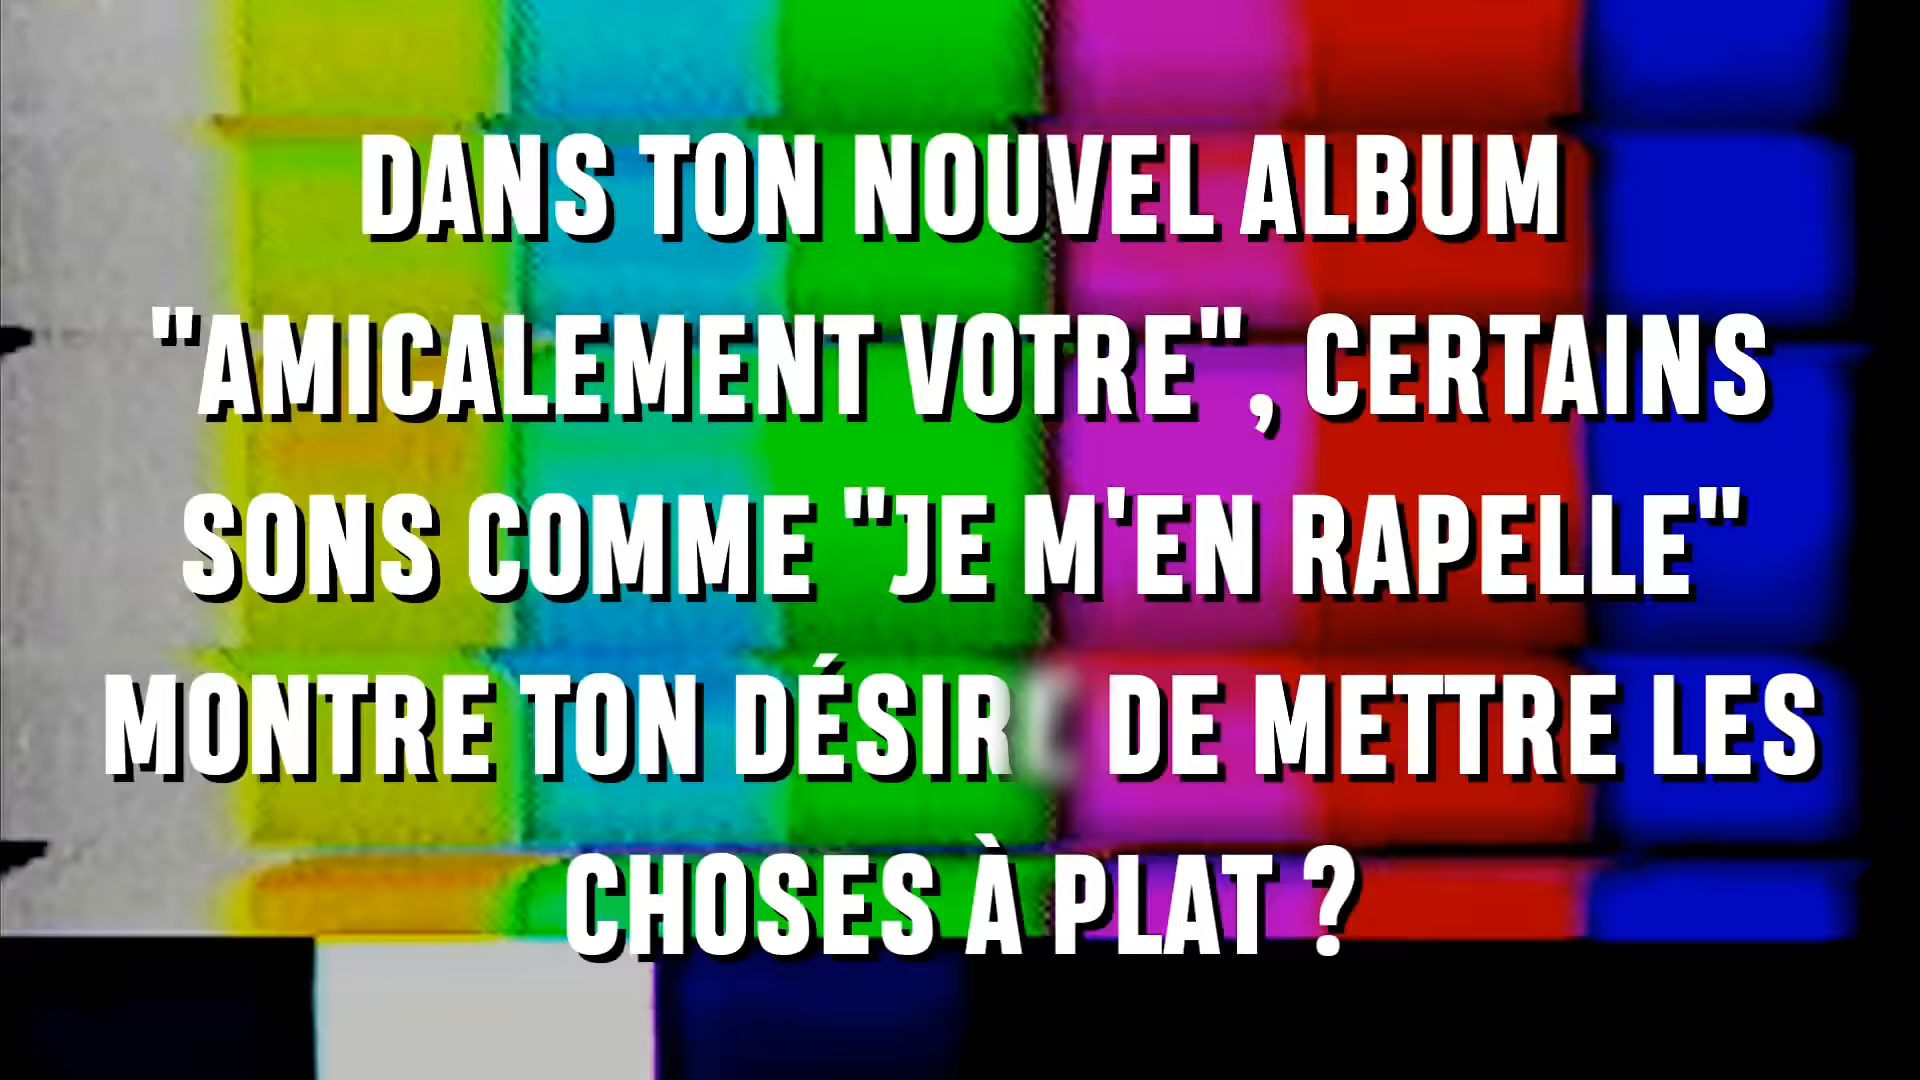 DANS TON NOUVEL ALBUM
"AMICALEMENT VOTRE", CERTAINS
SONS COMME "JE M'EN RAPELLE"
MONTRE TON DÉSIR DE METTRE LES
CHOSES À PLAT ?